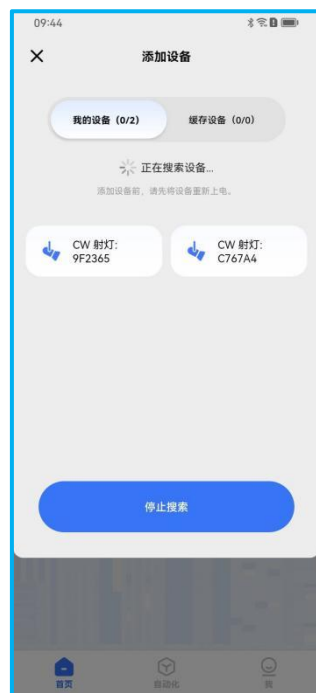 09:44
添加设备
我的设备 (0/2)
缓存设备 (0/0)
正在搜索设备...
添加设备前，请先将设备重新上电。
CW 射灯:
9F2365
CW 射灯:
C767A4
停止搜索
首页
自动化
我